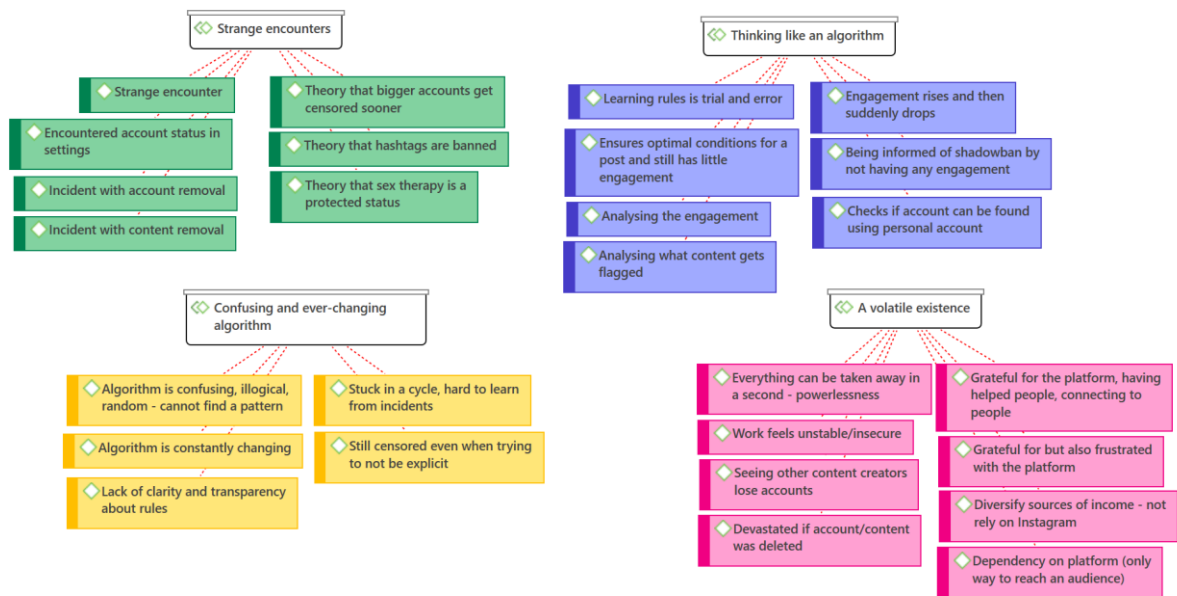 Strange encounters
Strange encounter
Encountered account status in
settings
Incident with account removal
Incident with content removal
Theory that bigger accounts get
censored sooner
Theory that hashtags are banned
Theory that sex therapy is a
protected status
Thinking like an algorithm
Learning rules is trial and error
Ensures optimal conditions for a
post and still has little
engagement
Analysing the engagement
Analysing what content gets
flagged
Engagement rises and then
suddenly drops
Being informed of shadowban by
not having any engagement
Checks if account can be found
using personal account
Confusing and ever-changing
algorithm
Algorithm is confusing, illogical,
random - cannot find a pattern
Algorithm is constantly changing
Lack of clarity and transparency
about rules
Stuck in a cycle, hard to learn
from incidents
Still censored even when trying
to not be explicit
A volatile existence
Everything can be taken away in
a second - powerlessness
Work feels unstable/insecure
Seeing other content creators
lose accounts
Devastated if account/content
was deleted
Grateful for the platform, having
helped people, connecting to
people
Grateful for but also frustrated
with the platform
Diversify sources of income - not
rely on Instagram
Dependency on platform (only
way to reach an audience)